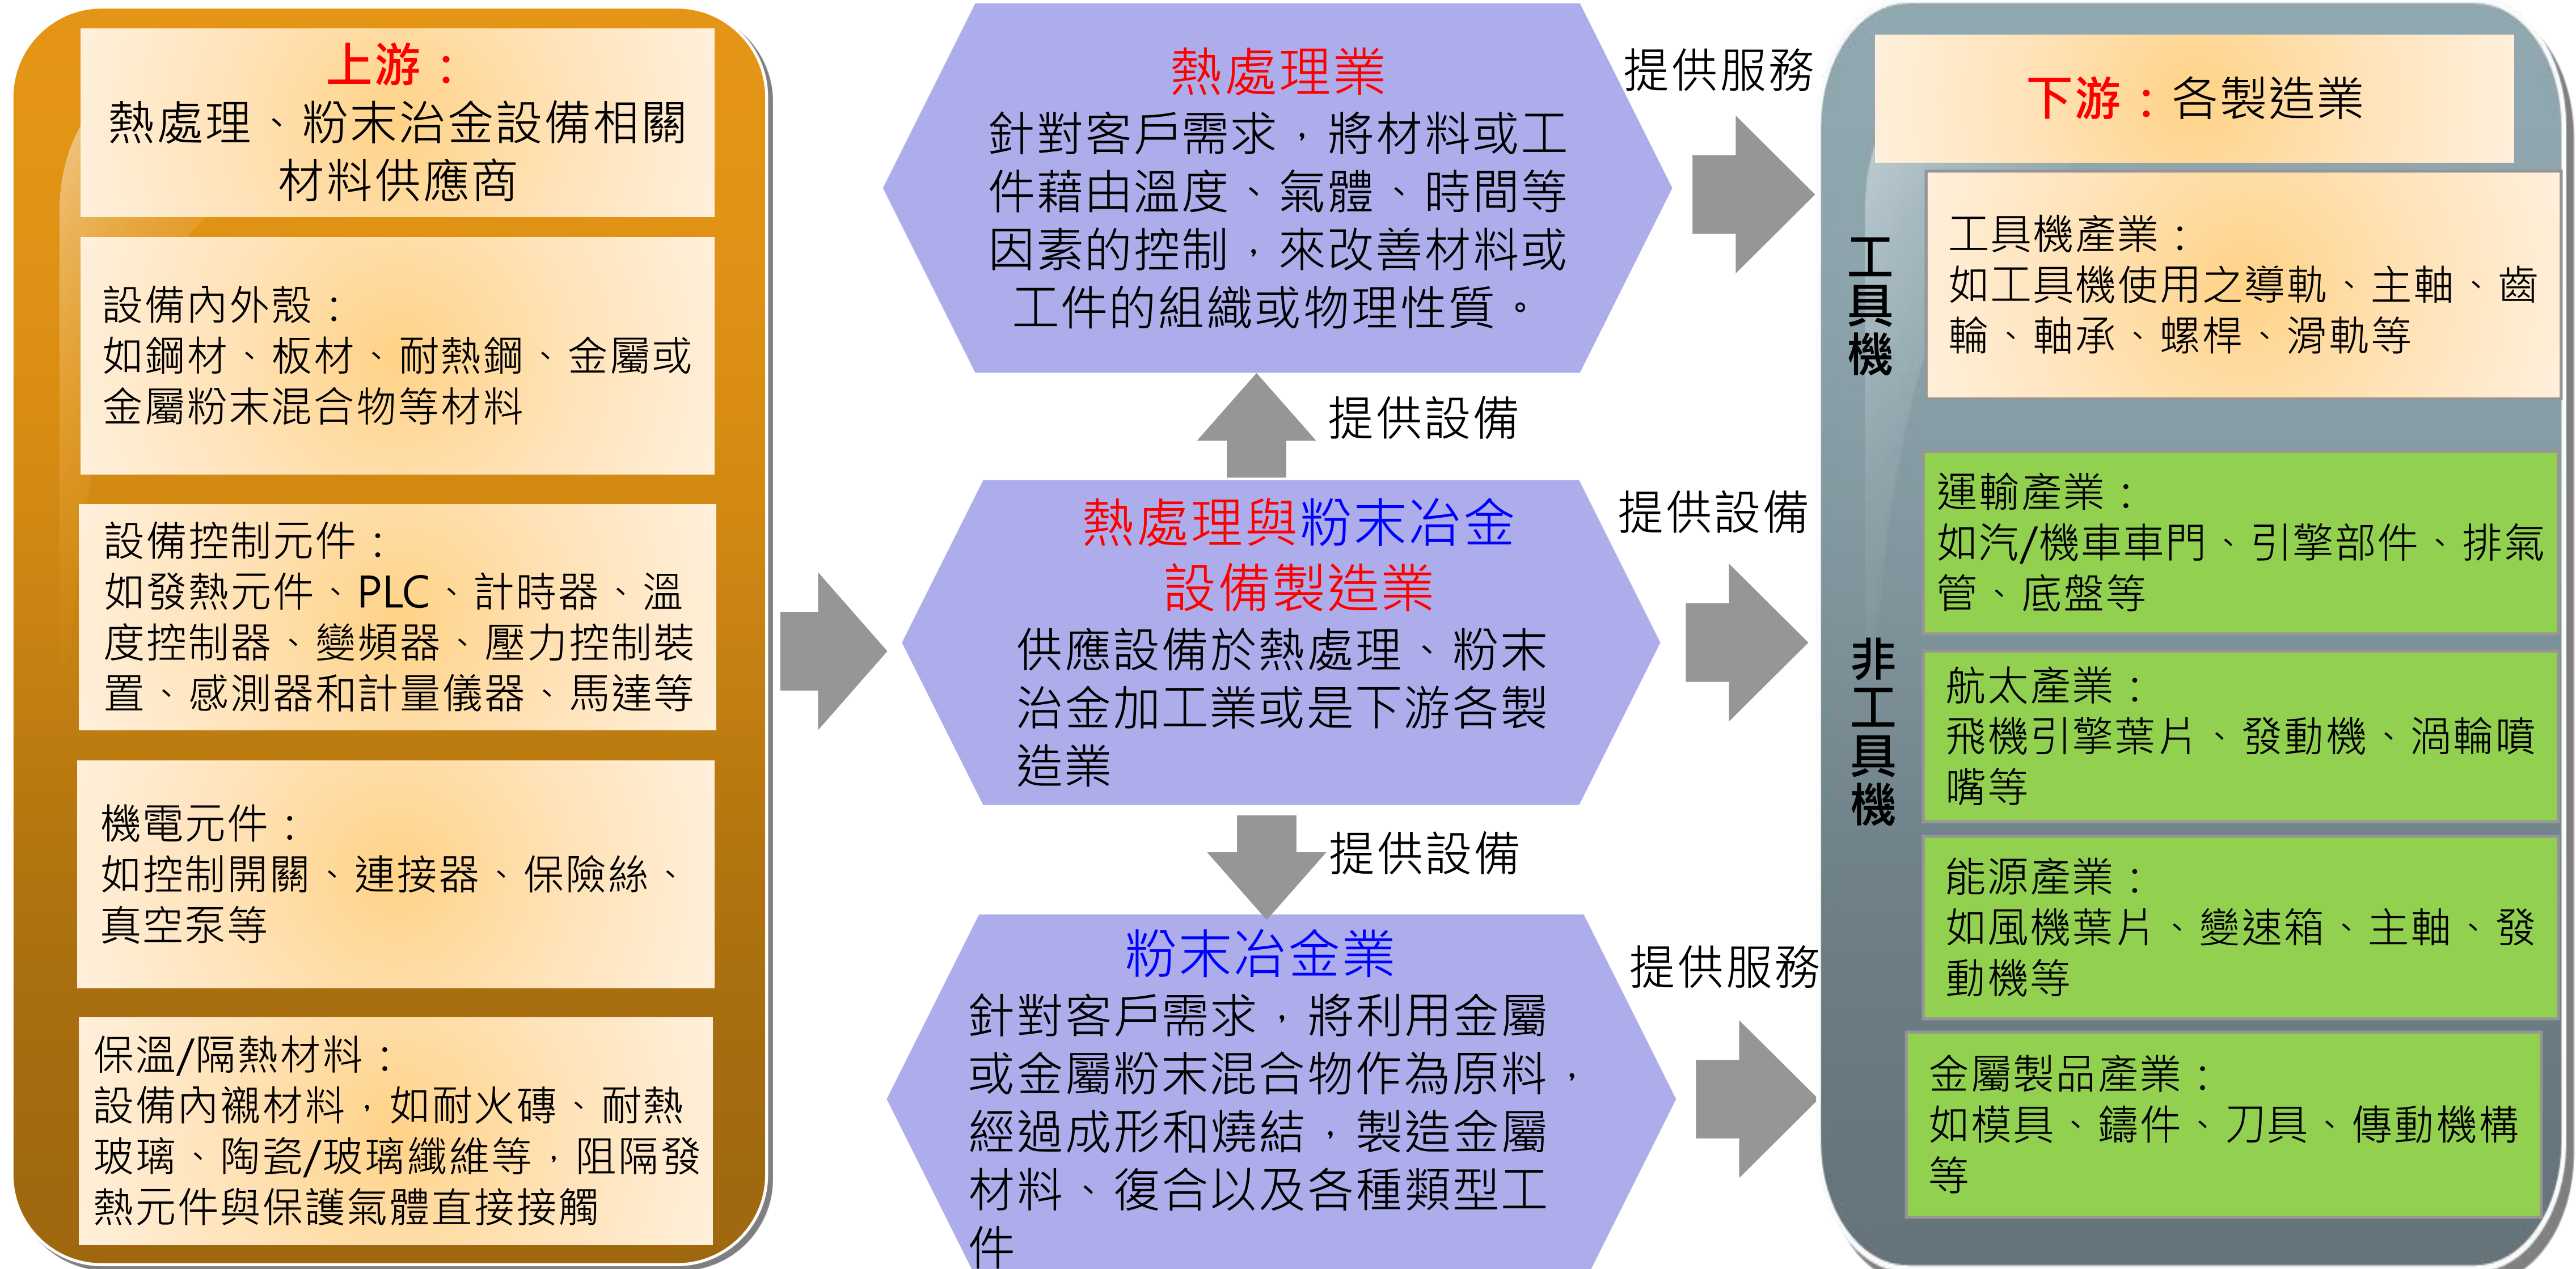 上游：
熱處理、粉末治金設備相關
材料供應商
設備內外殼：
如鋼材、板材、耐熱鋼、金屬或
金屬粉末混合物等材料
設備控制元件：
如發熱元件、PLC、計時器、溫
度控制器、變頻器、壓力控制裝
置、感測器和計量儀器、馬達等
機電元件：
如控制開關、連接器、保險絲、
真空泵等
保溫/隔熱材料：
設備內襯材料，如耐火磚、耐熱
玻璃、陶瓷/玻璃纖維等，阻隔發
熱元件與保護氣體直接接觸
熱處理業
針對客戶需求，將材料或工
件藉由溫度、氣體、時間等
因素的控制，來改善材料或
工件的組織或物理性質。
提供設備
熱處理與粉末冶金
設備製造業
供應設備於熱處理、粉末
治金加工業或是下游各製
造業
提供設備
粉末冶金業
針對客戶需求，將利用金屬
或金屬粉末混合物作為原料，
經過成形和燒結，製造金屬
材料、復合以及各種類型工
件
提供服務
提供設備
提供服務
下游：各製造業
工具機
工具機產業：
如工具機使用之導軌、主軸、齒
輪、軸承、螺桿、滑軌等
非工具機
運輸產業：
如汽/機車車門、引擎部件、排氣
管、底盤等
航太產業：
飛機引擎葉片、發動機、渦輪噴
嘴等
能源產業：
如風機葉片、變速箱、主軸、發
動機等
金屬製品產業：
如模具、鑄件、刀具、傳動機構
等